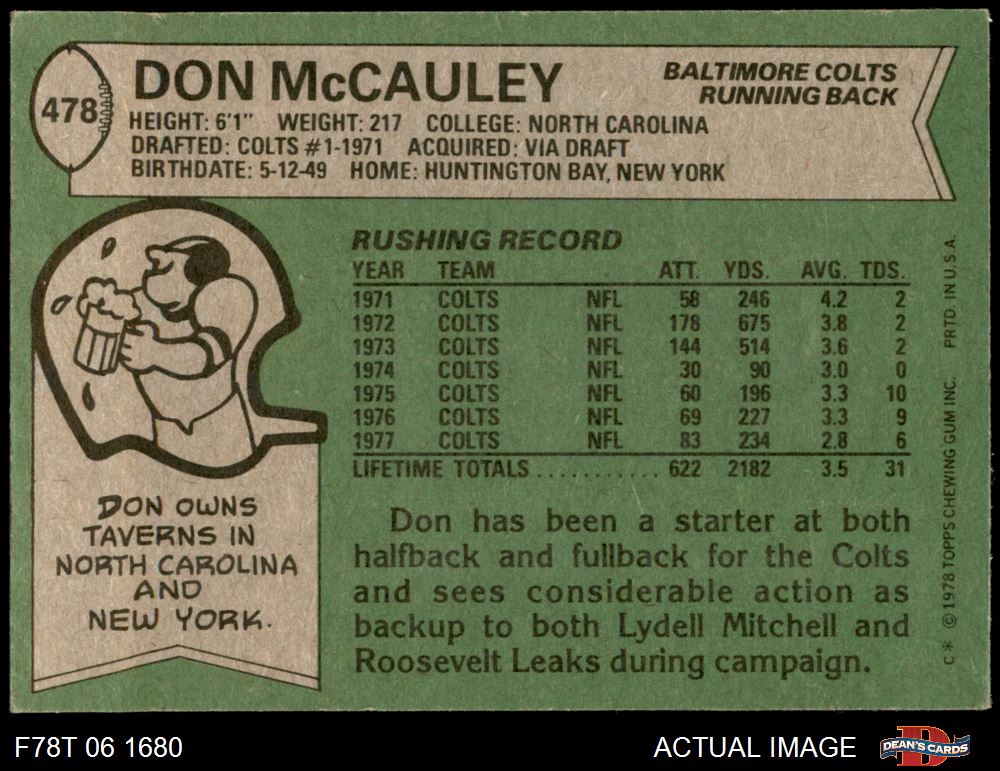 478
DON McCAULEY
BALTIMORE COLTS
RUNNING BACK
HEIGHT: 6'1" WEIGHT: 217 COLLEGE: NORTH CAROLINA
DRAFTED: COLTS #1-1971 ACQUIRED: VIA DRAFT
BIRTHDATE: 5-12-49 HOME: HUNTINGTON BAY, NEW YORK
RUSHING RECORD
YEAR TEAM ATT. YDS. AVG. TDS.
1971 COLTS NFL 58 246 4.2 2
1972 COLTS NFL 178 675 3.8 2
1973 COLTS NFL 144 514 3.6 2
1974 COLTS NFL 30 90 3.0 0
1975 COLTS NFL 60 196 3.3 10
1976 COLTS NFL 69 227 3.3 9
1977 COLTS NFL 83 234 2.8 6
LIFETIME TOTALS............ 622 2182 3.5 31
DON OWNS
TAVERNS IN
NORTH CAROLINA
AND
NEW YORK.
Don has been a starter at both
halfback and fullback for the Colts
and sees considerable action as
backup to both Lydell Mitchell and
Roosevelt Leaks during campaign.
C* © 1978 TOPPS CHEWING GUM INC. PRTD. IN U.S.A.
F78T 06 1680
ACTUAL IMAGE
DEAN'S CARDS